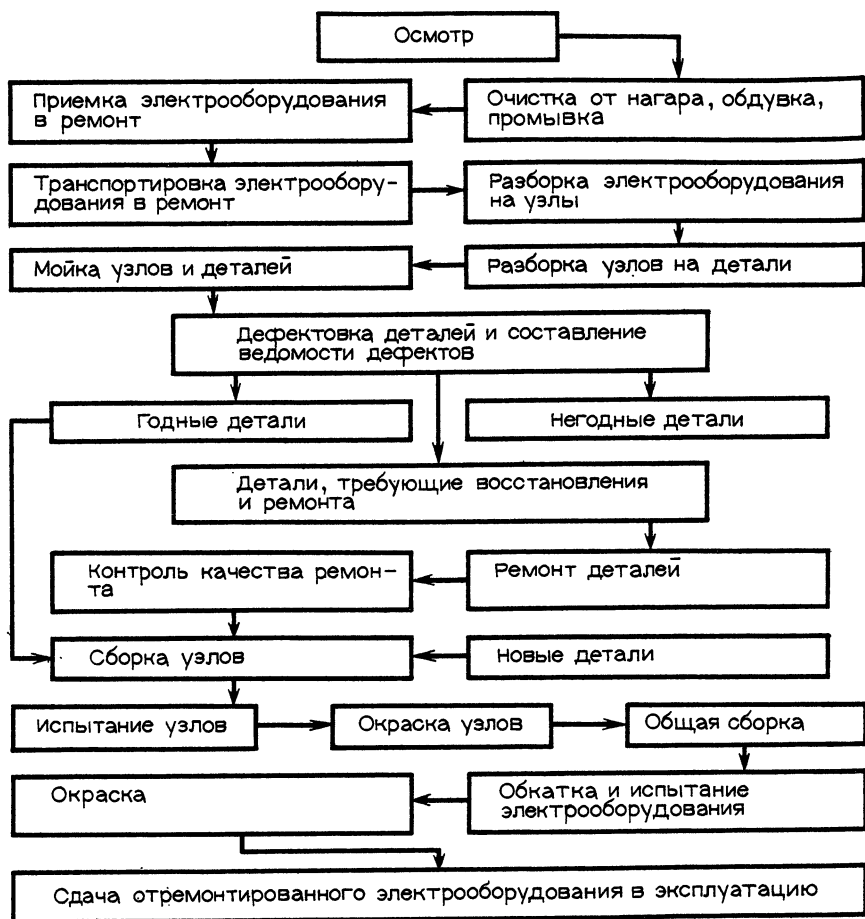 Осмотр
Приемка электрооборудования
в ремонт
Очистка от нагара, обдувка,
промывка
Транспортировка электрообору-
дования в ремонт
Разборка электрооборудования
на узлы
Мойка узлов и деталей
Разборка узлов на детали
Дефектовка деталей и составление
ведомости дефектов
Годные детали
Негодные детали
Детали, требующие восстановления
и ремонта
Контроль качества ремон-
та
Ремонт деталей
Сборка узлов
Новые детали
Испытание узлов
Окраска узлов
Общая сборка
Окраска
Обкатка и испытание
электрооборудования
Сдача отремонтированного электрооборудования в эксплуатацию